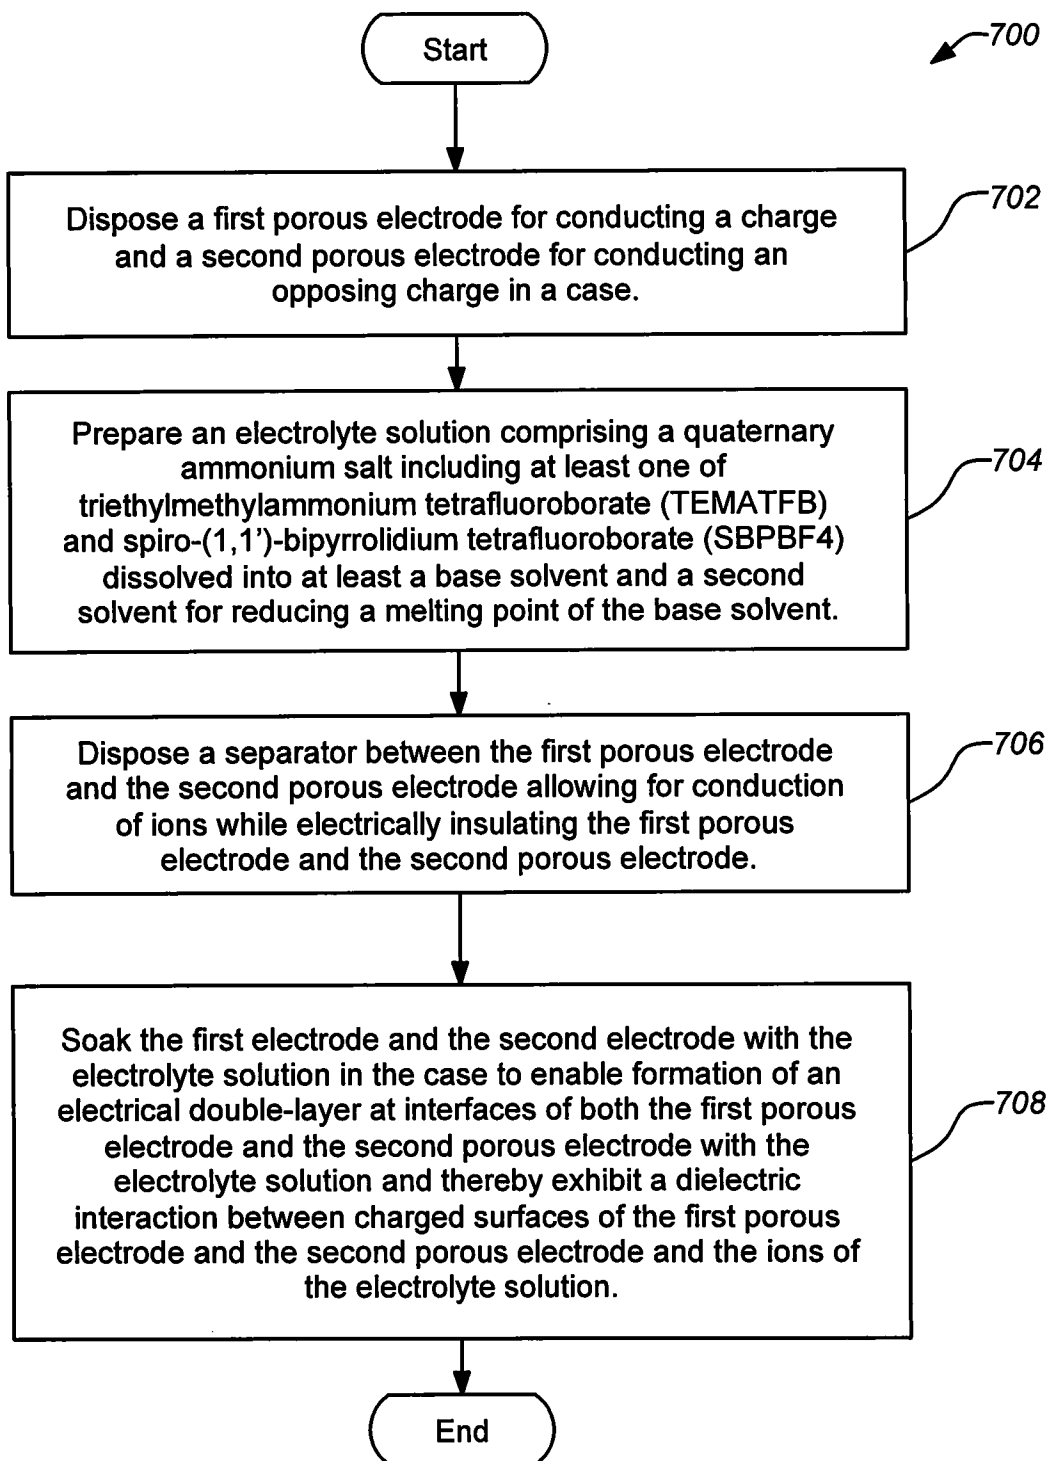 Start
700
Dispose a first porous electrode for conducting a charge
and a second porous electrode for conducting an
opposing charge in a case.
702
Prepare an electrolyte solution comprising a quaternary
ammonium salt including at least one of
triethylmethylammonium tetrafluoroborate (TEMATFB)
and spiro-(1,1')-bipyrrolidium tetrafluoroborate (SBPBF4)
dissolved into at least a base solvent and a second
solvent for reducing a melting point of the base solvent.
704
Dispose a separator between the first porous electrode
and the second porous electrode allowing for conduction
of ions while electrically insulating the first porous
electrode and the second porous electrode.
706
Soak the first electrode and the second electrode with the
electrolyte solution in the case to enable formation of an
electrical double-layer at interfaces of both the first porous
electrode and the second porous electrode with the
electrolyte solution and thereby exhibit a dielectric
interaction between charged surfaces of the first porous
electrode and the second porous electrode and the ions of
the electrolyte solution.
708
End